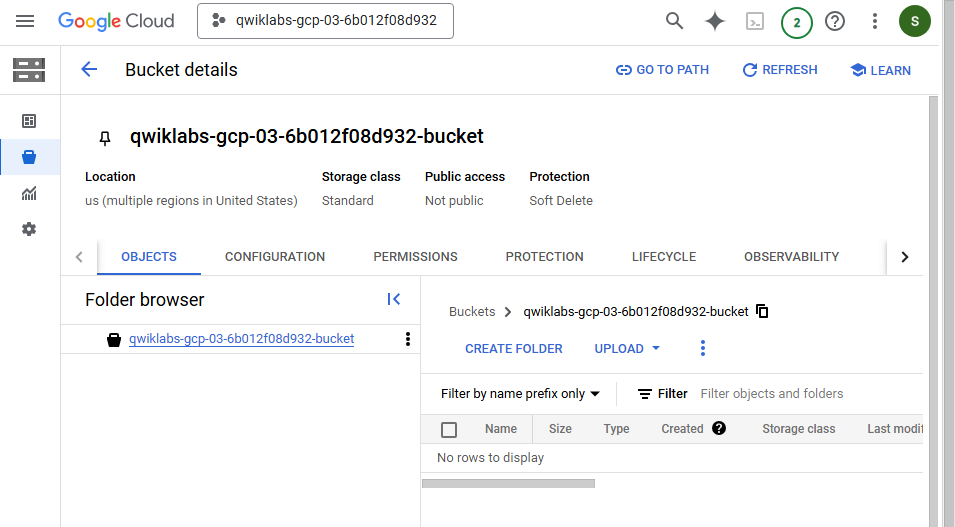 Google Cloud
qwiklabs-gcp-03-6b012f08d932
2
S
Bucket details
GO TO PATH
REFRESH
LEARN
qwiklabs-gcp-03-6b012f08d932-bucket
Location Storage class Public access Protection
us (multiple regions in United States) Standard Not public Soft Delete
OBJECTS CONFIGURATION PERMISSIONS PROTECTION LIFECYCLE OBSERVABILITY
Folder browser
qwiklabs-gcp-03-6b012f08d932-bucket
Buckets > qwiklabs-gcp-03-6b012f08d932-bucket
CREATE FOLDER UPLOAD
Filter by name prefix only Filter Filter objects and folders
Name Size Type Created ? Storage class Last modif
No rows to display